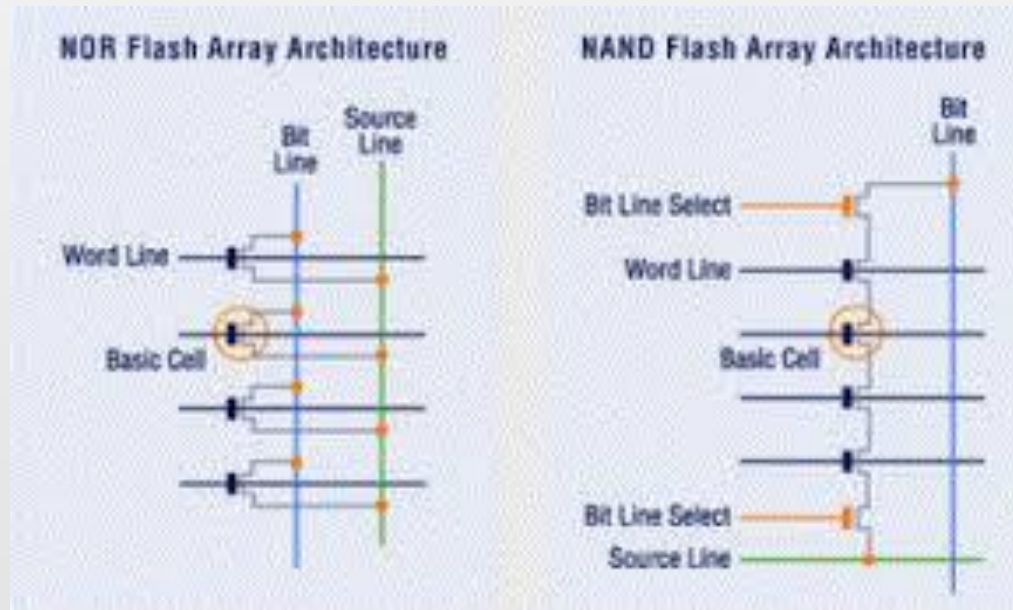 NOR Flash Array Architecture
Bit
Line
Source
Line
Word Line
Basic Cell
NAND Flash Array Architecture
Bit
Line
Bit Line Select
Word Line
Basic Cell
Bit Line Select
Source Line